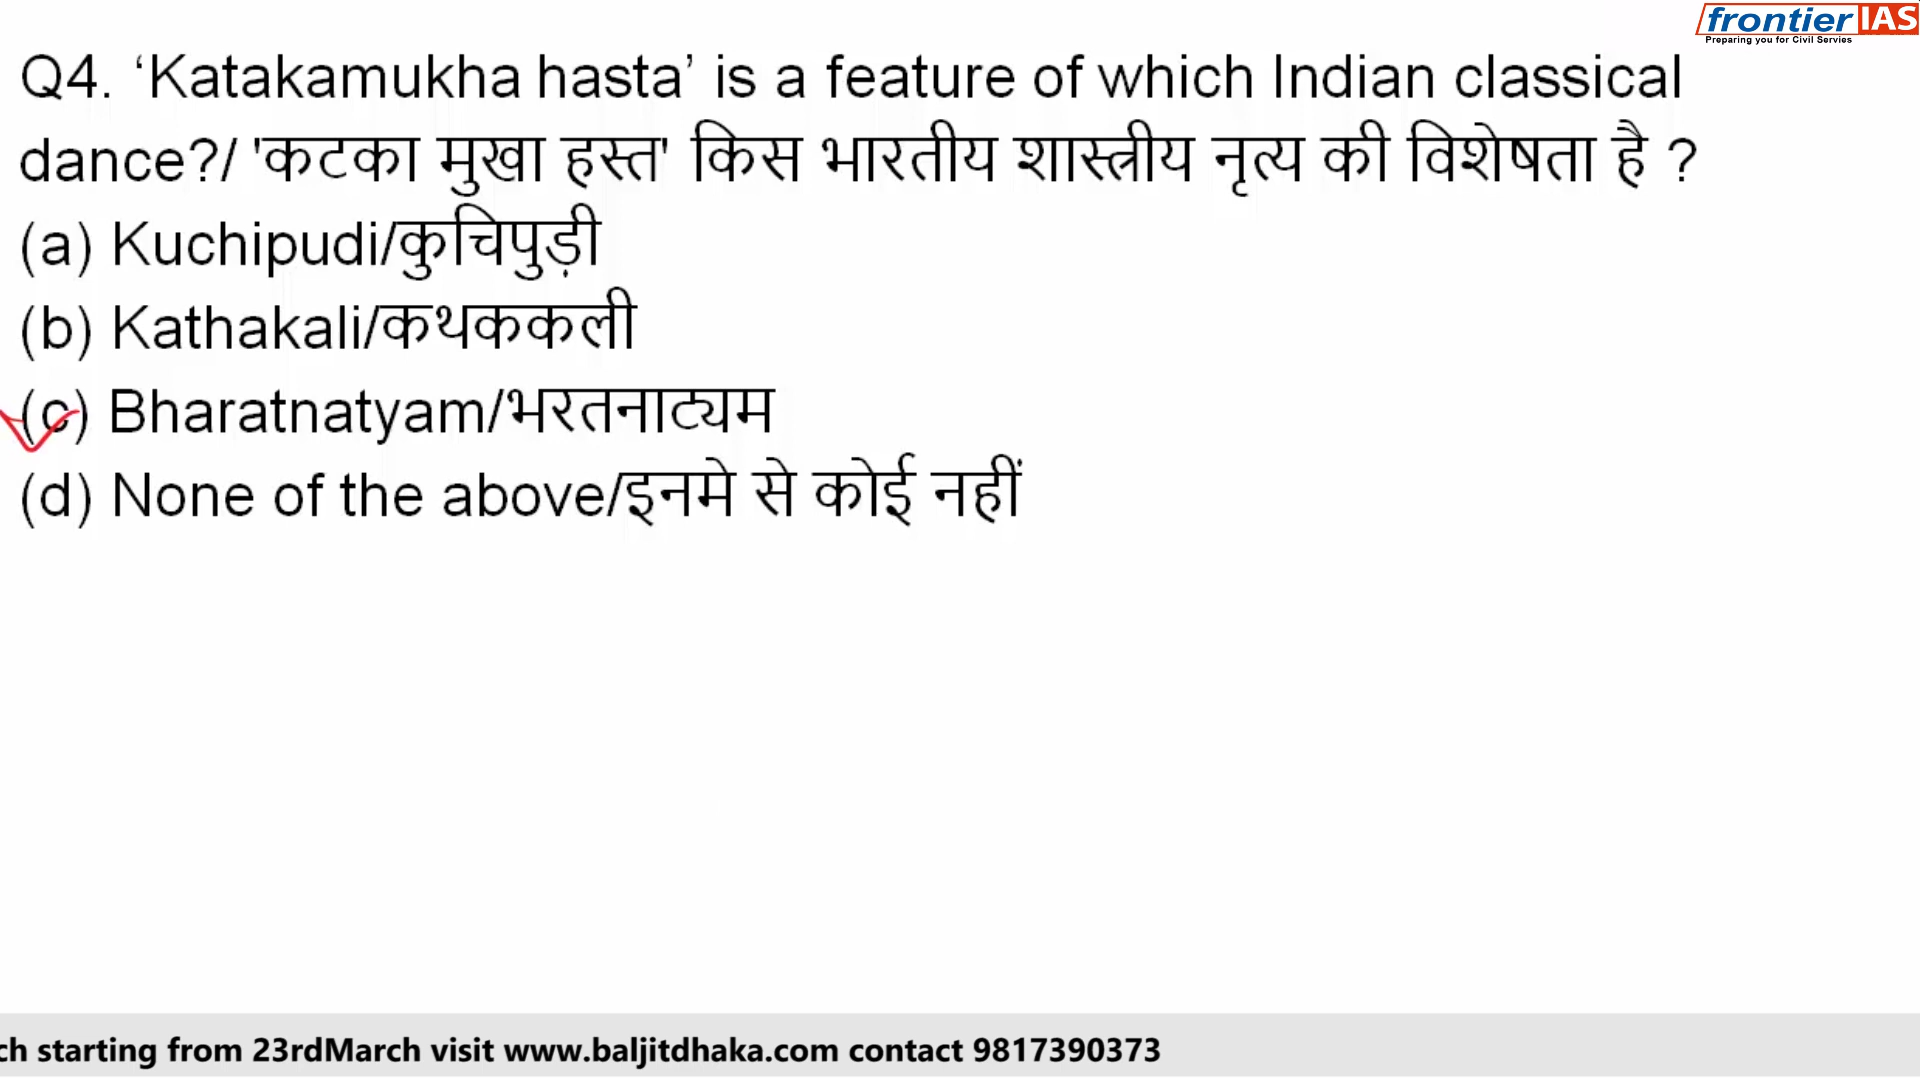 frontier IAS
Preparing you for Civil Servies
Q4. ‘Katakamukha hasta’ is a feature of which Indian classical
dance?/ 'कटका मुखा हस्त' किस भारतीय शास्त्रीय नृत्य की विशेषता है ?
(a) Kuchipudi/कुचिपुड़ी
(b) Kathakali/कथककली
(c) Bharatnatyam/भरतनाट्यम
(d) None of the above/इनमे से कोई नहीं
ch starting from 23rdMarch visit www.baljitdhaka.com contact 9817390373